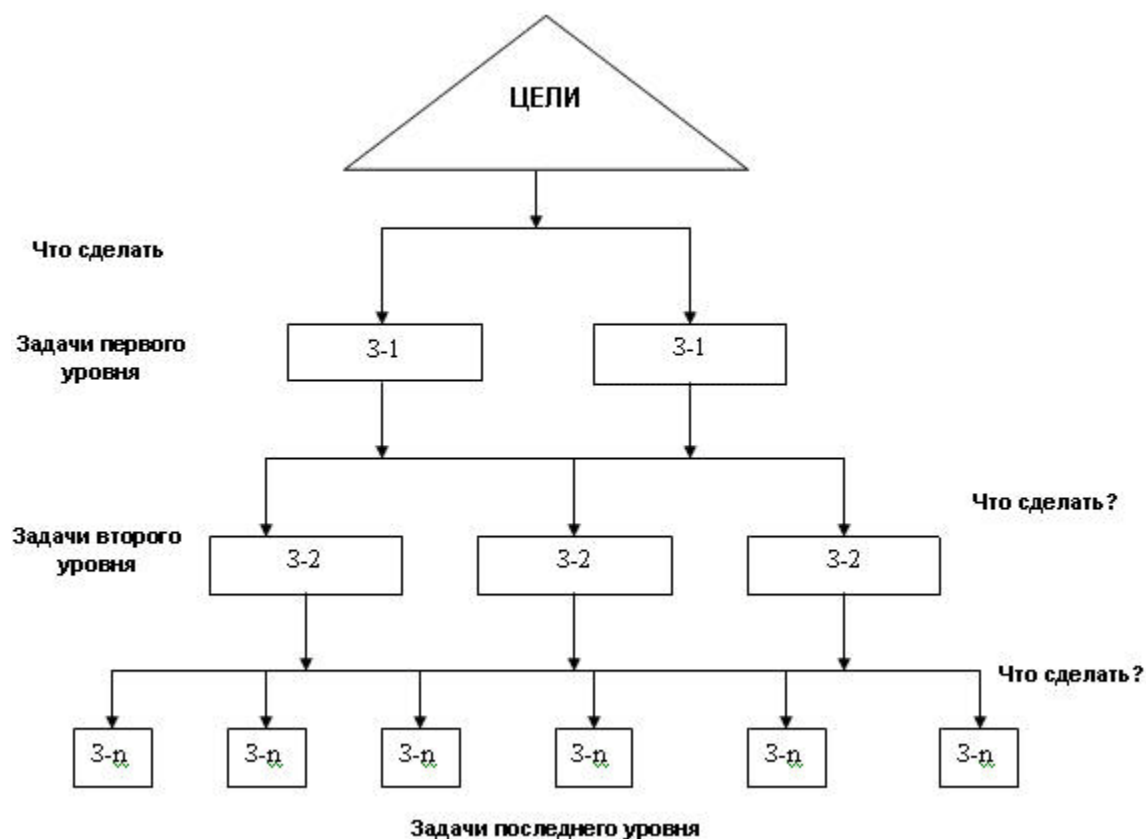 ЦЕЛИ
Что сделать
Задачи первого
уровня
З-1
З-1
Что сделать?
Задачи второго
уровня
З-2
З-2
З-2
Что сделать?
З-n
З-n
З-n
З-n
З-n
З-n
Задачи последнего уровня